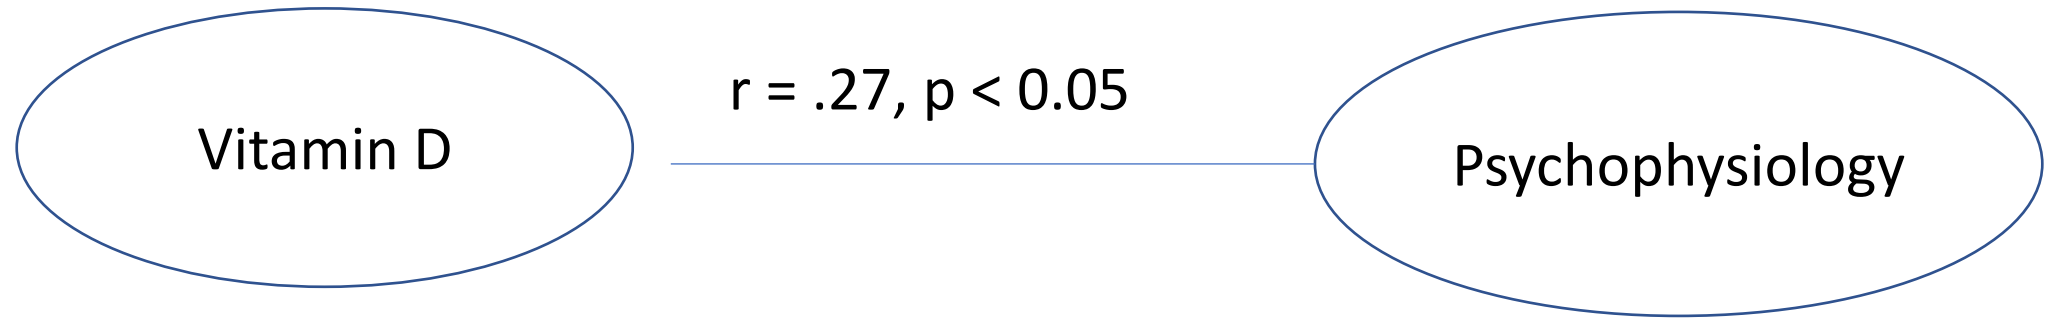 r = .27, p < 0.05
Vitamin D
Psychophysiology